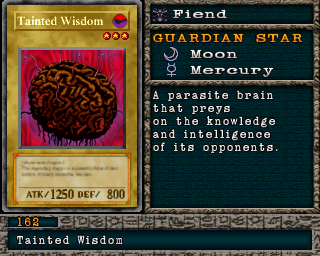 Tainted Wisdom
ATK/1250 DEF/ 800
Fiend
GUARDIAN STAR
Moon
Mercury
A parasite brain
that preys
on the knowledge
and intelligence
of its opponents.
162
Tainted Wisdom